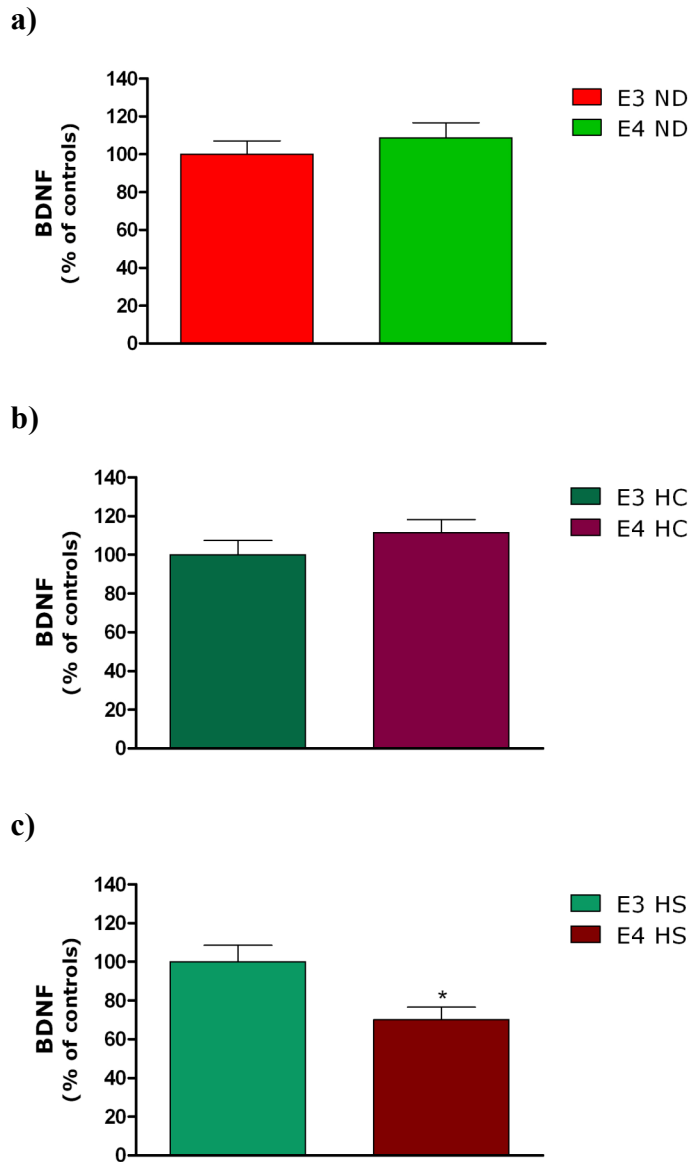 a)
140
120
100
80
60
40
20
0
BDNF
(% of controls)
E3 ND
E4 ND
b)
140
120
100
80
60
40
20
0
BDNF
(% of controls)
E3 HC
E4 HC
c)
140
120
100
80
60
40
20
0
BDNF
(% of controls)
*
E3 HS
E4 HS